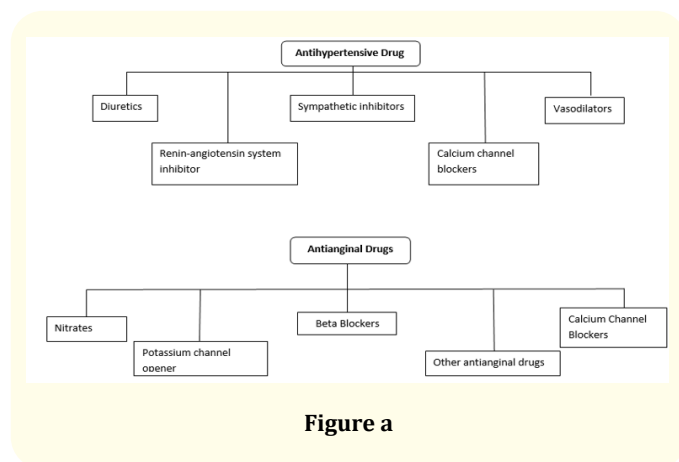 Antihypertensive Drug
Diuretics
Sympathetic inhibitors
Vasodilators
Renin-angiotensin system
inhibitor
Calcium channel
blockers
Antianginal Drugs
Nitrates
Beta Blockers
Calcium Channel
Blockers
Potassium channel
opener
Other antianginal drugs
Figure a